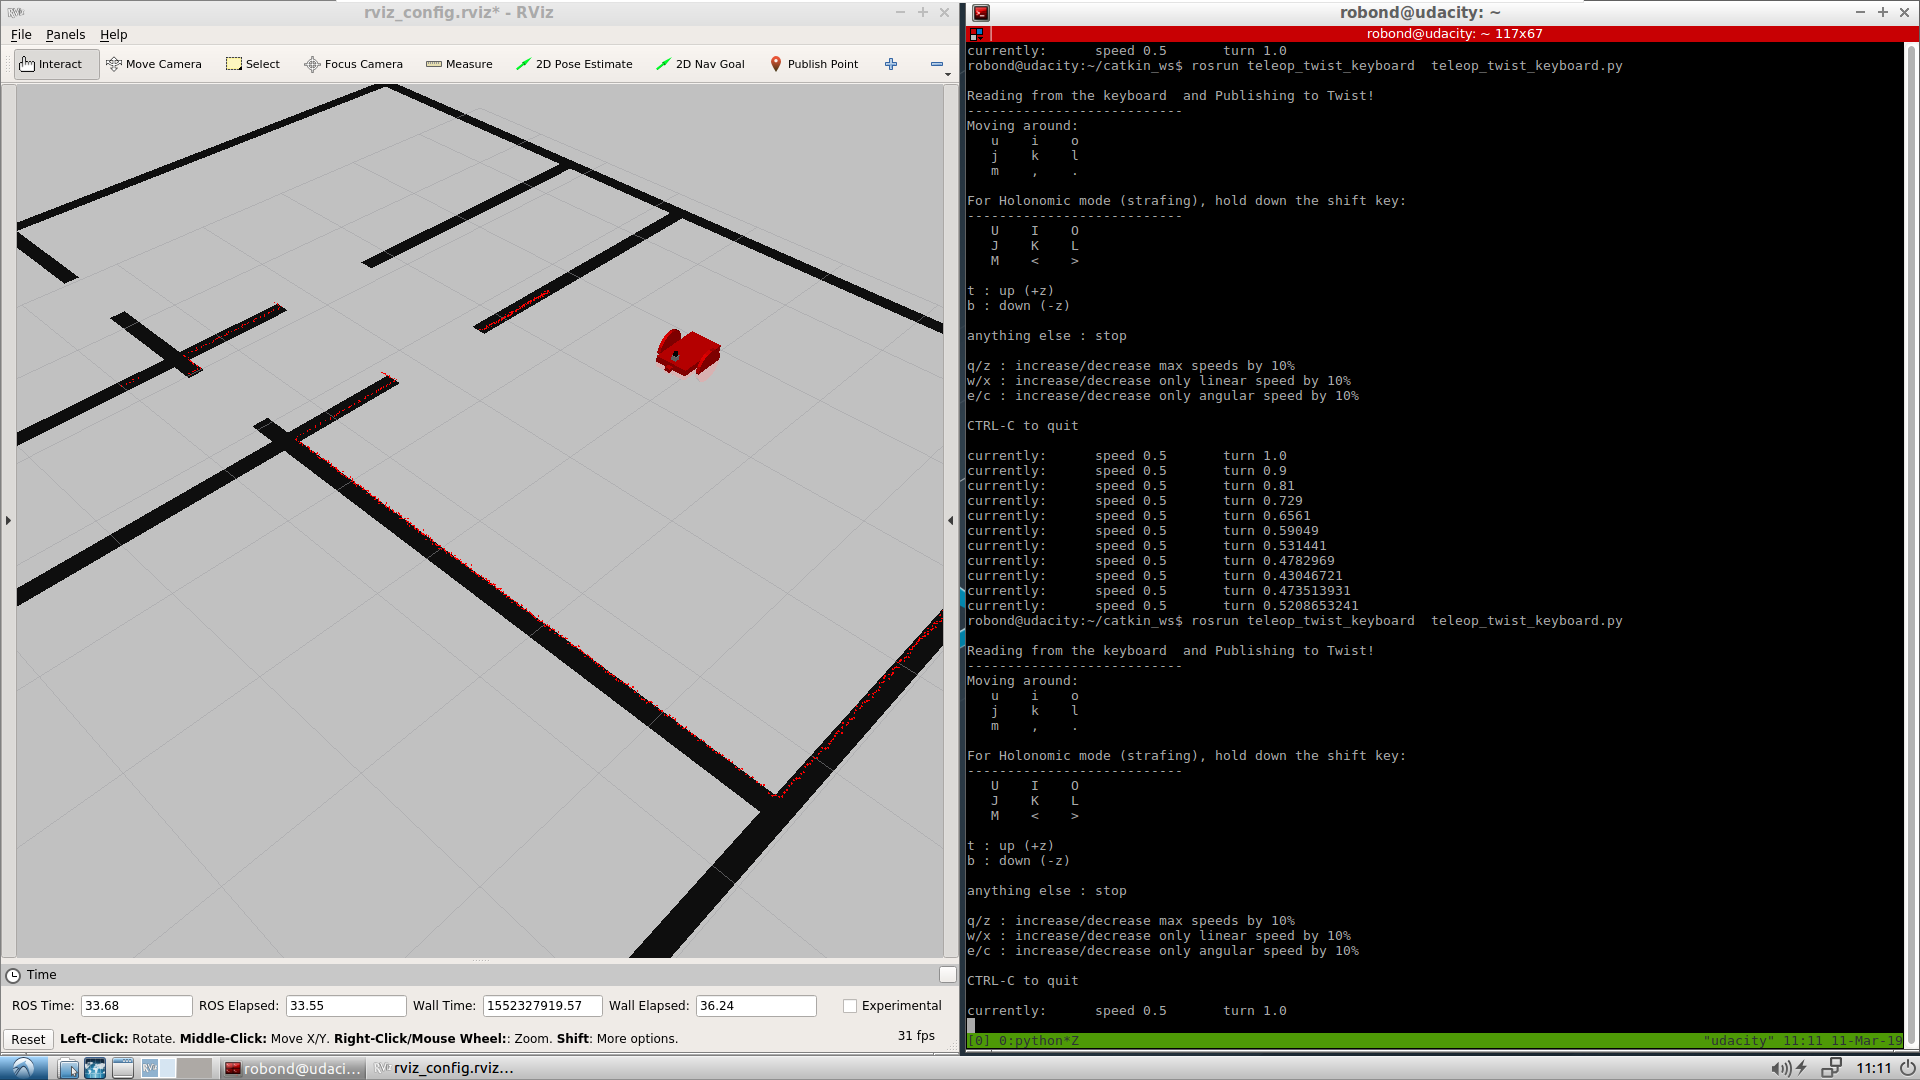 rviz_config.rviz* - RViz
File Panels Help
Interact Move Camera Select Focus Camera Measure 2D Pose Estimate 2D Nav Goal Publish Point
Time
ROS Time: 33.68 ROS Elapsed: 33.55 Wall Time: 1552327919.57 Wall Elapsed: 36.24 Experimental
Reset Left-Click: Rotate. Middle-Click: Move X/Y. Right-Click/Mouse Wheel:: Zoom. Shift: More options. 31 fps
robond@udacity: ~
robond@udacity: ~ 117x67
currently: speed 0.5 turn 1.0
robond@udacity:~/catkin_ws$ rosrun teleop_twist_keyboard teleop_twist_keyboard.py
Reading from the keyboard and Publishing to Twist!
---------------------------
Moving around:
u i o
j k l
m , .
For Holonomic mode (strafing), hold down the shift key:
---------------------------
U I O
J K L
M < >
t : up (+z)
b : down (-z)
anything else : stop
q/z : increase/decrease max speeds by 10%
w/x : increase/decrease only linear speed by 10%
e/c : increase/decrease only angular speed by 10%
CTRL-C to quit
currently: speed 0.5 turn 1.0
currently: speed 0.5 turn 0.9
currently: speed 0.5 turn 0.81
currently: speed 0.5 turn 0.729
currently: speed 0.5 turn 0.6561
currently: speed 0.5 turn 0.59049
currently: speed 0.5 turn 0.531441
currently: speed 0.5 turn 0.4782969
currently: speed 0.5 turn 0.43046721
currently: speed 0.5 turn 0.473513931
currently: speed 0.5 turn 0.5208653241
robond@udacity:~/catkin_ws$ rosrun teleop_twist_keyboard teleop_twist_keyboard.py
Reading from the keyboard and Publishing to Twist!
---------------------------
Moving around:
u i o
j k l
m , .
For Holonomic mode (strafing), hold down the shift key:
---------------------------
U I O
J K L
M < >
t : up (+z)
b : down (-z)
anything else : stop
q/z : increase/decrease max speeds by 10%
w/x : increase/decrease only linear speed by 10%
e/c : increase/decrease only angular speed by 10%
CTRL-C to quit
currently: speed 0.5 turn 1.0
[0] 0:python*Z "udacity" 11:11 11-Mar-19
robond@udaci... rviz_config.rviz... 11:11